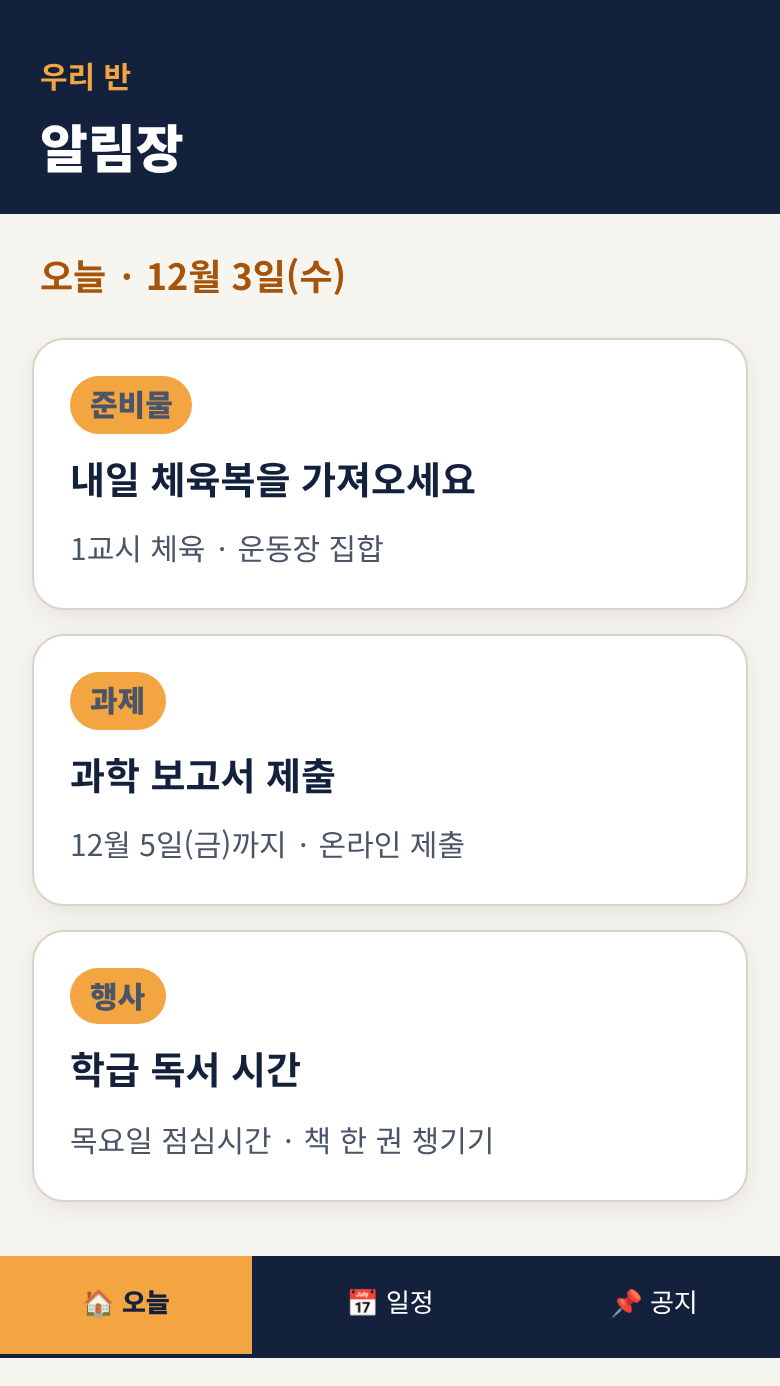 우리 반
알림장
오늘 · 12월 3일(수)
준비물
내일 체육복을 가져오세요
1교시 체육 · 운동장 집합
과제
과학 보고서 제출
12월 5일(금)까지 · 온라인 제출
행사
학급 독서 시간
목요일 점심시간 · 책 한 권 챙기기
🏠 오늘
📅 일정
📌 공지